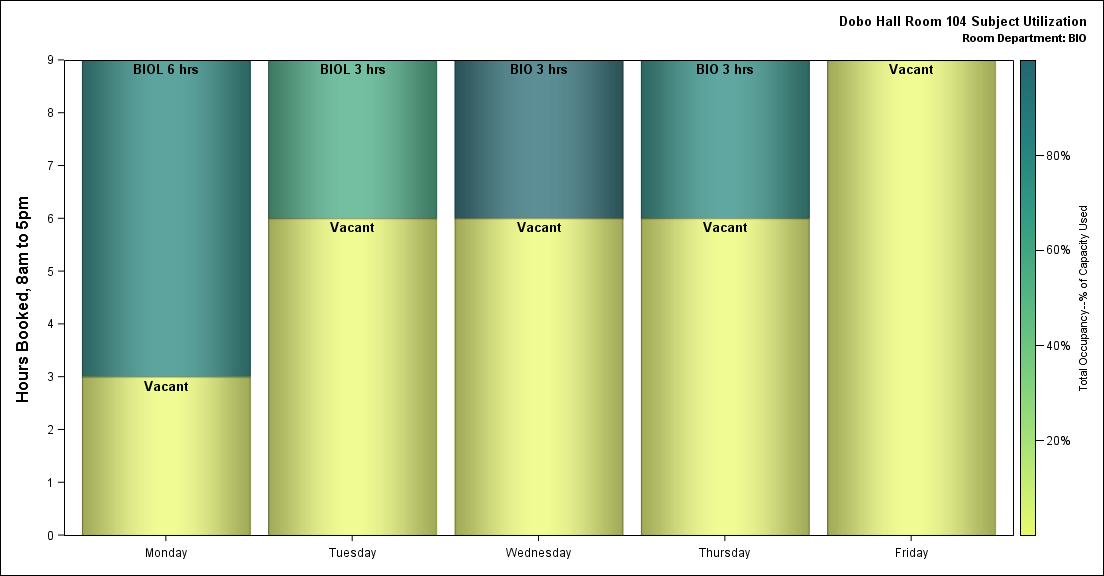 Dobo Hall Room 104 Subject Utilization
Room Department: BIO
Hours Booked, 8am to 5pm
9
8
7
6
5
4
3
2
1
0
BIOL 6 hrs
Vacant
BIOL 3 hrs
Vacant
BIO 3 hrs
Vacant
BIO 3 hrs
Vacant
Vacant
Monday
Tuesday
Wednesday
Thursday
Friday
80%
60%
40%
20%
Total Occupancy--% of Capacity Used